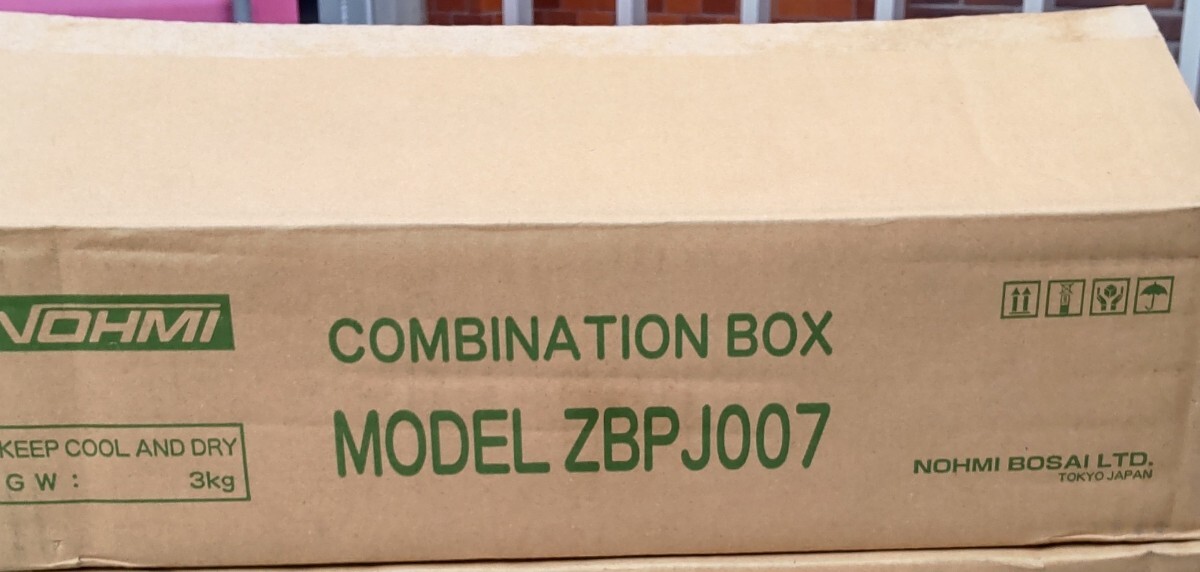 NOHMI
COMBINATION BOX
MODEL ZBPJ007
KEEP COOL AND DRY
G W : 3kg
NOHMI BOSAI LTD.
TOKYO JAPAN